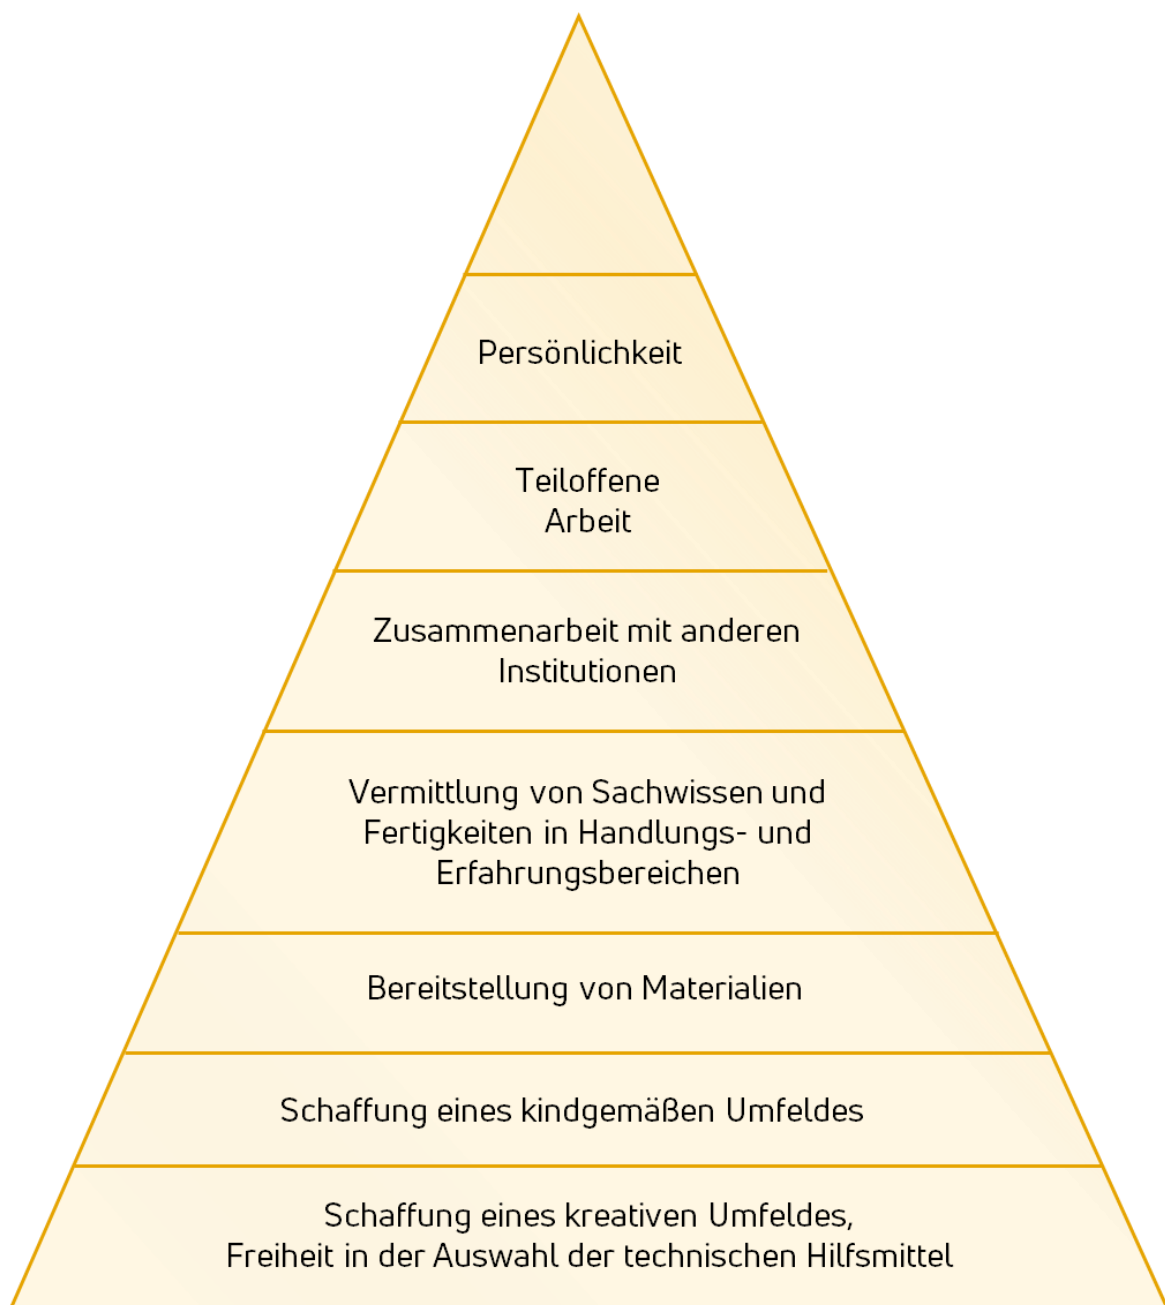 Persönlichkeit
Teiloffene
Arbeit
Zusammenarbeit mit anderen
Institutionen
Vermittlung von Sachwissen und
Fertigkeiten in Handlungs- und
Erfahrungsbereichen
Bereitstellung von Materialien
Schaffung eines kindgemäßen Umfeldes
Schaffung eines kreativen Umfeldes,
Freiheit in der Auswahl der technischen Hilfsmittel